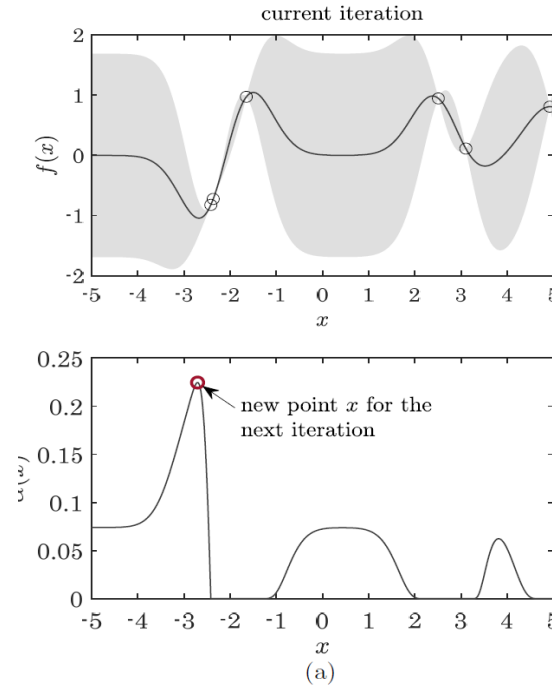 current iteration
2
1
0
-1
-2
f(x)
-5 -4 -3 -2 -1 0 1 2 3 4 5
x
0.25
0.2
0.15
0.1
0.05
0
new point x for the
next iteration
-5 -4 -3 -2 -1 0 1 2 3 4 5
x
(a)